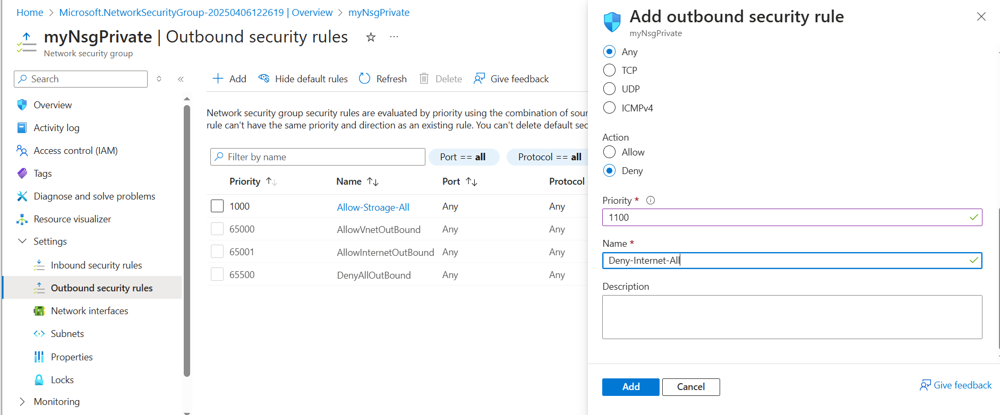 Home > Microsoft.NetworkSecurityGroup-20250406122619 | Overview > myNsgPrivate
myNsgPrivate | Outbound security rules
Network security group
Search
Overview
Activity log
Access control (IAM)
Tags
Diagnose and solve problems
Resource visualizer
Settings
Inbound security rules
Outbound security rules
Network interfaces
Subnets
Properties
Locks
Monitoring
Add Hide default rules Refresh Delete Give feedback
Network security group security rules are evaluated by priority using the combination of sour
rule can't have the same priority and direction as an existing rule. You can't delete default sec
Filter by name Port == all Protocol == all
Priority Name Port Protocol
1000 Allow-Stroage-All Any Any
65000 AllowVnetOutBound Any Any
65001 AllowInternetOutBound Any Any
65500 DenyAllOutBound Any Any
Add outbound security rule
myNsgPrivate
Any
TCP
UDP
ICMPv4
Action
Allow
Deny
Priority *
1100
Name *
Deny-Internet-All
Description
Add Cancel Give feedback